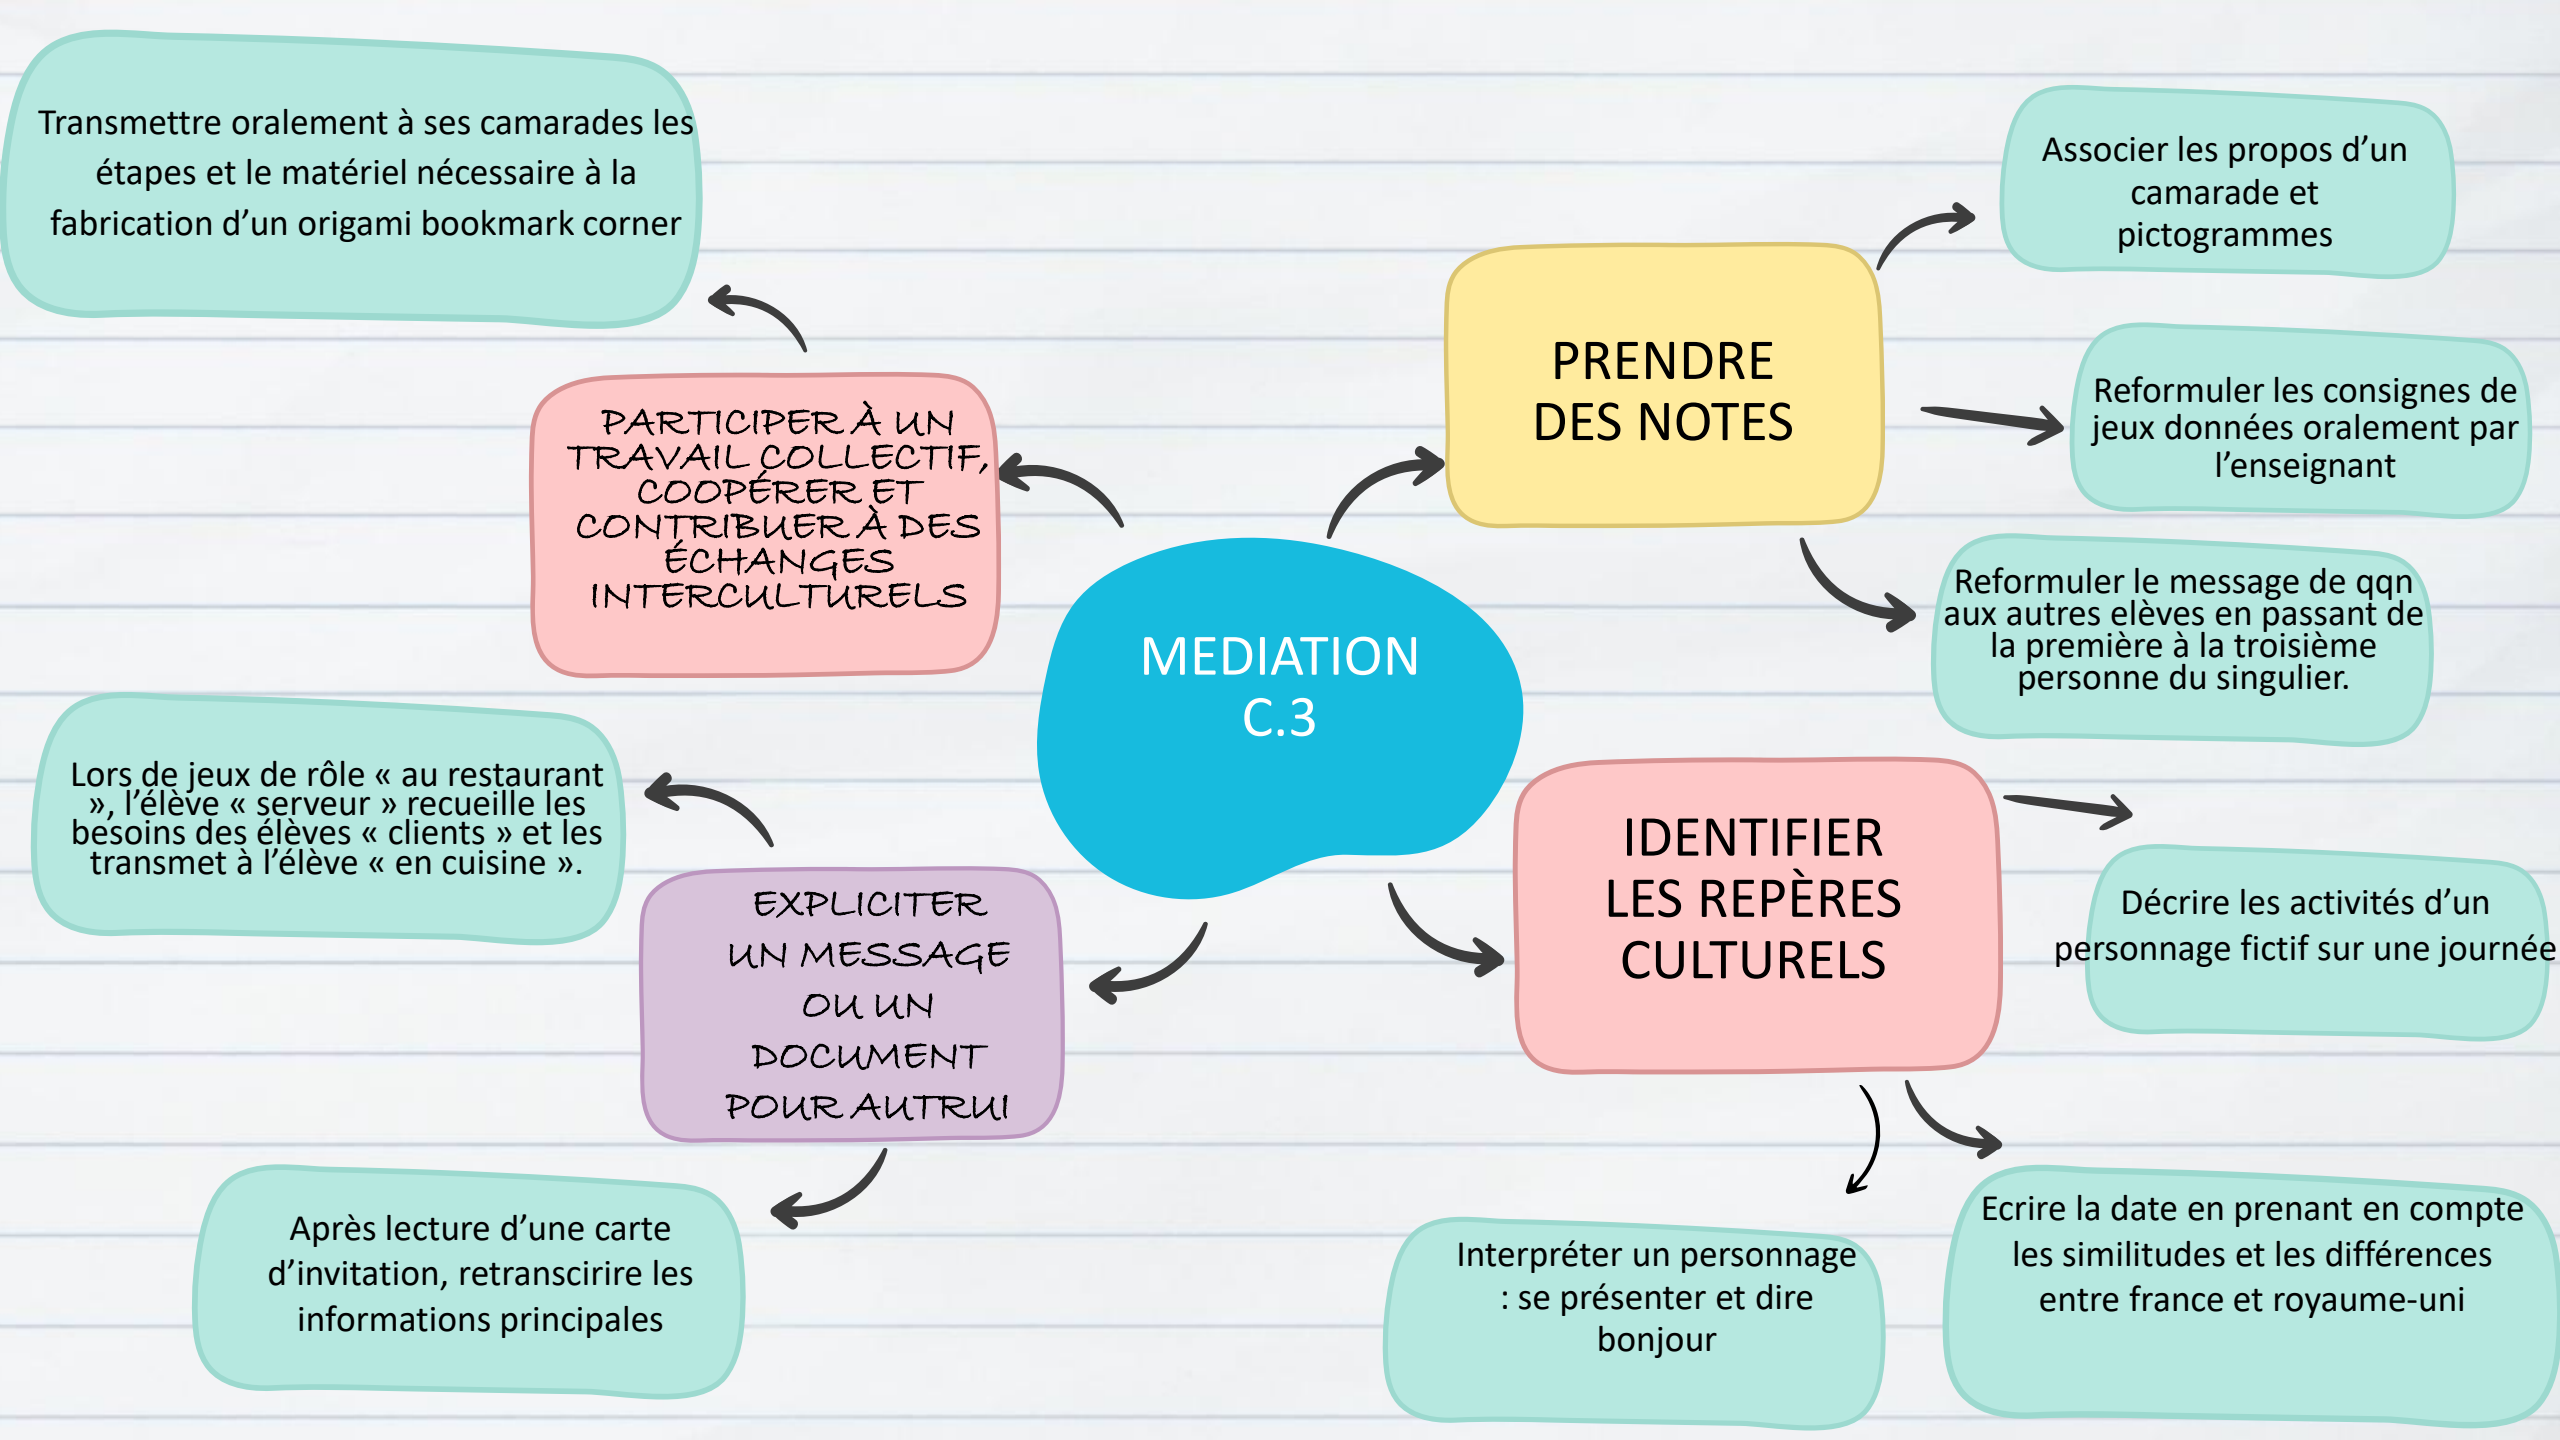 Transmettre oralement à ses camarades les
étapes et le matériel nécessaire à la
fabrication d’un origami bookmark corner
PARTICIPER À UN
TRAVAIL COLLECTIF,
COOPÉRER ET
CONTRIBUER À DES
ÉCHANGES
INTERCULTURELS
Lors de jeux de rôle « au restaurant
», l’élève « serveur » recueille les
besoins des élèves « clients » et les
transmet à l’élève « en cuisine ».
EXPLICITER
UN MESSAGE
OU UN
DOCUMENT
POUR AUTRUI
Après lecture d’une carte
d’invitation, retranscirire les
informations principales
MEDIATION
C.3
PRENDRE
DES NOTES
Associer les propos d’un
camarade et
pictogrammes
Reformuler les consignes de
jeux données oralement par
l’enseignant
Reformuler le message de qqn
aux autres elèves en passant de
la première à la troisième
personne du singulier.
IDENTIFIER
LES REPÈRES
CULTURELS
Décrire les activités d’un
personnage fictif sur une journée
Interpréter un personnage
: se présenter et dire
bonjour
Ecrire la date en prenant en compte
les similitudes et les différences
entre france et royaume-uni